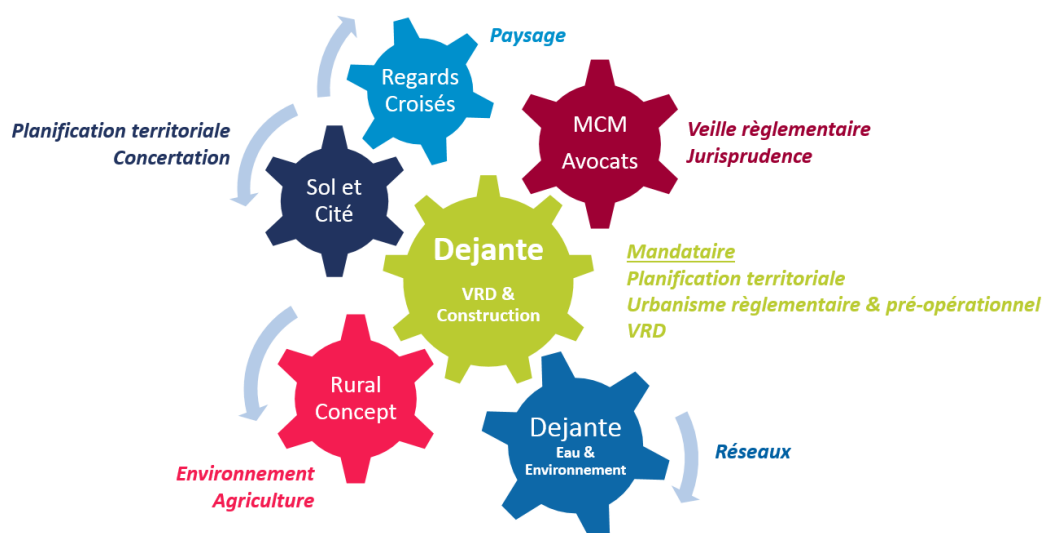 Paysage
Regards
Croisés
MCM
Avocats
Veille règlementaire
Jurisprudence
Planification territoriale
Concertation
Sol et
Cité
Dejante
VRD &
Construction
Mandataire
Planification territoriale
Urbanisme règlementaire & pré-opérationnel
VRD
Rural
Concept
Environnement
Agriculture
Dejante
Eau &
Environnement
Réseaux